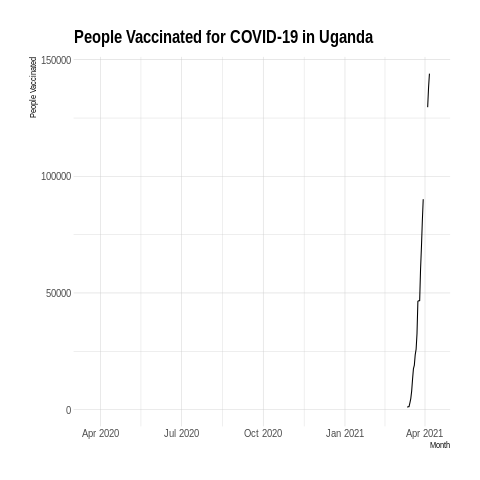 People Vaccinated for COVID-19 in Uganda
People Vaccinated
150000
100000
50000
0
Apr 2020 Jul 2020 Oct 2020 Jan 2021 Apr 2021
Month